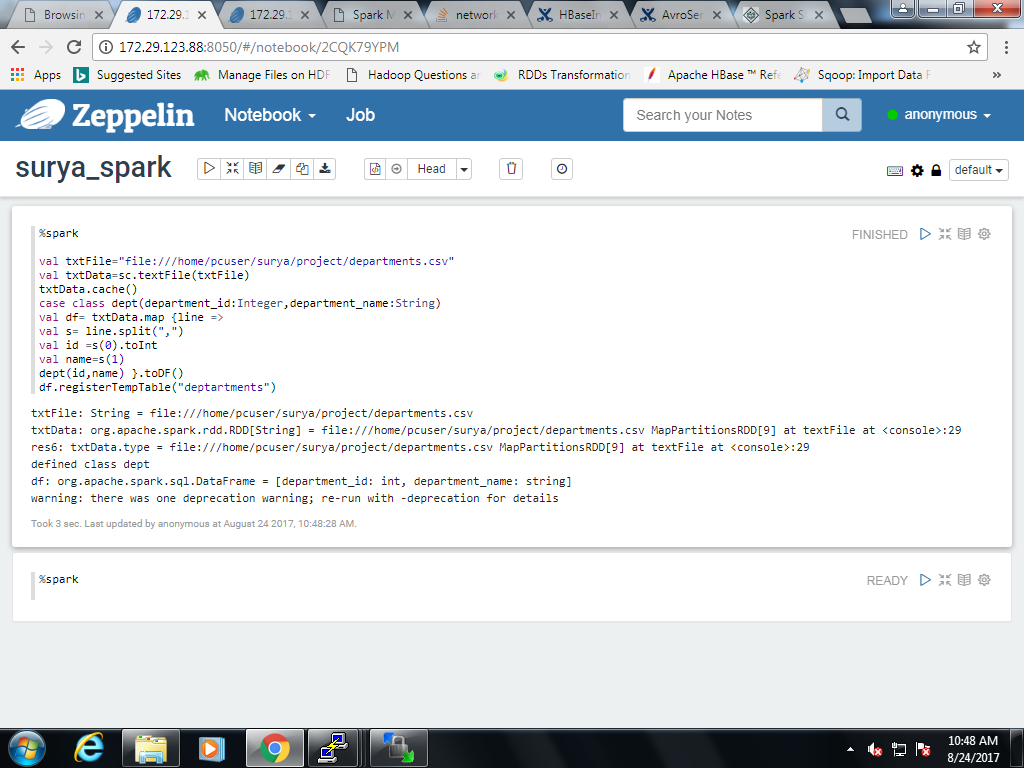 Browsin
172.29.1
172.29.1
Spark M
network
HBaseIn
AvroSer
Spark S
172.29.123.88:8050/#/notebook/2CQK79YPM
Apps
Suggested Sites
Manage Files on HDF
Hadoop Questions an
RDDs Transformation
Apache HBase ™ Refe
Sqoop: Import Data F
»
Zeppelin
Notebook
Job
Search your Notes
anonymous
surya_spark
Head
default
%spark
FINISHED
val txtFile="file:///home/pcuser/surya/project/departments.csv"
val txtData=sc.textFile(txtFile)
txtData.cache()
case class dept(department_id:Integer,department_name:String)
val df= txtData.map {line =>
val s= line.split(",")
val id =s(0).toInt
val name=s(1)
dept(id,name) }.toDF()
df.registerTempTable("deptartments")
txtFile: String = file:///home/pcuser/surya/project/departments.csv
txtData: org.apache.spark.rdd.RDD[String] = file:///home/pcuser/surya/project/departments.csv MapPartitionsRDD[9] at textFile at <console>:29
res6: txtData.type = file:///home/pcuser/surya/project/departments.csv MapPartitionsRDD[9] at textFile at <console>:29
defined class dept
df: org.apache.spark.sql.DataFrame = [department_id: int, department_name: string]
warning: there was one deprecation warning; re-run with -deprecation for details
Took 3 sec. Last updated by anonymous at August 24 2017, 10:48:28 AM.
%spark
READY
10:48 AM
8/24/2017